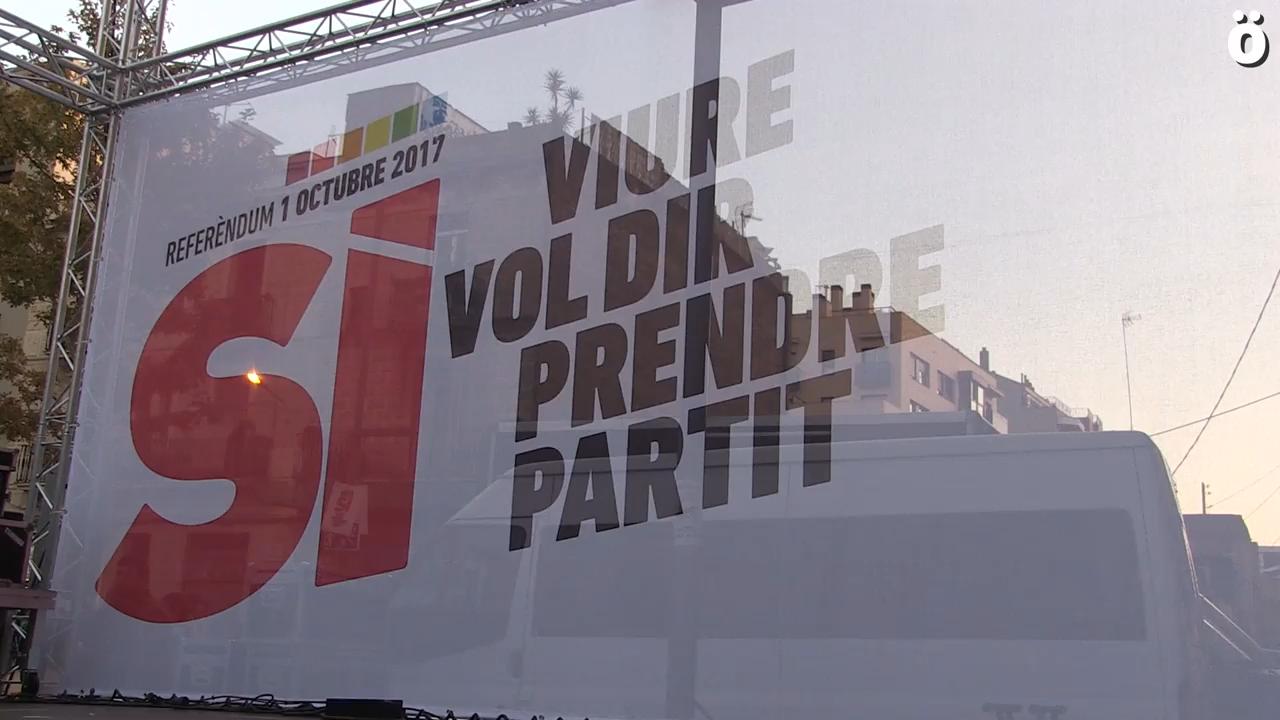 ö
REFERÈNDUM 1 OCTUBRE 2017
SÍ
VIURE
VOL DIR
PRENDRE
PARTIT